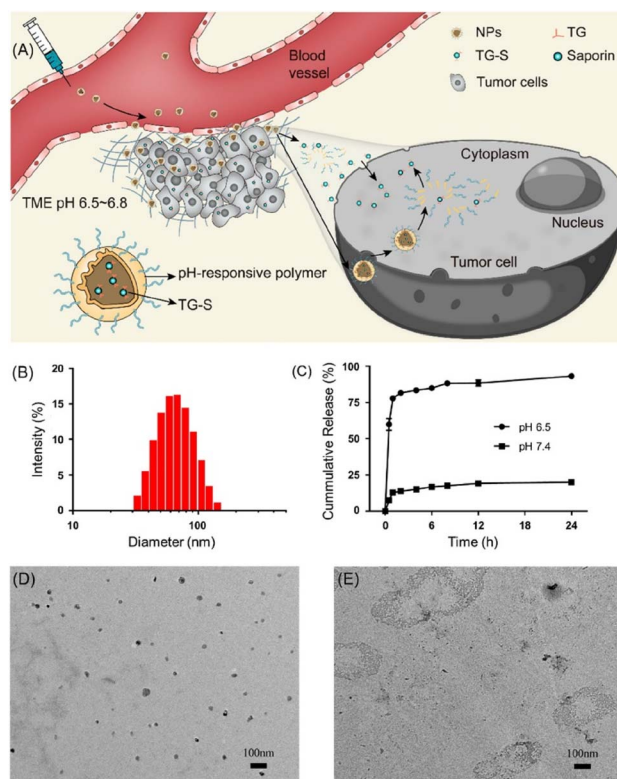 (A)
Blood
vessel
NPs
TG
TG-S
Saporin
Tumor cells
TME pH 6.5~6.8
Cytoplasm
Nucleus
Tumor cell
pH-responsive polymer
TG-S
(B)
Intensity (%)
20
15
10
5
0
10
100
Diameter (nm)
(C)
Cummulative Release (%)
100
75
50
25
0
pH 6.5
pH 7.4
0
6
12
18
24
Time (h)
(D)
100nm
(E)
100nm